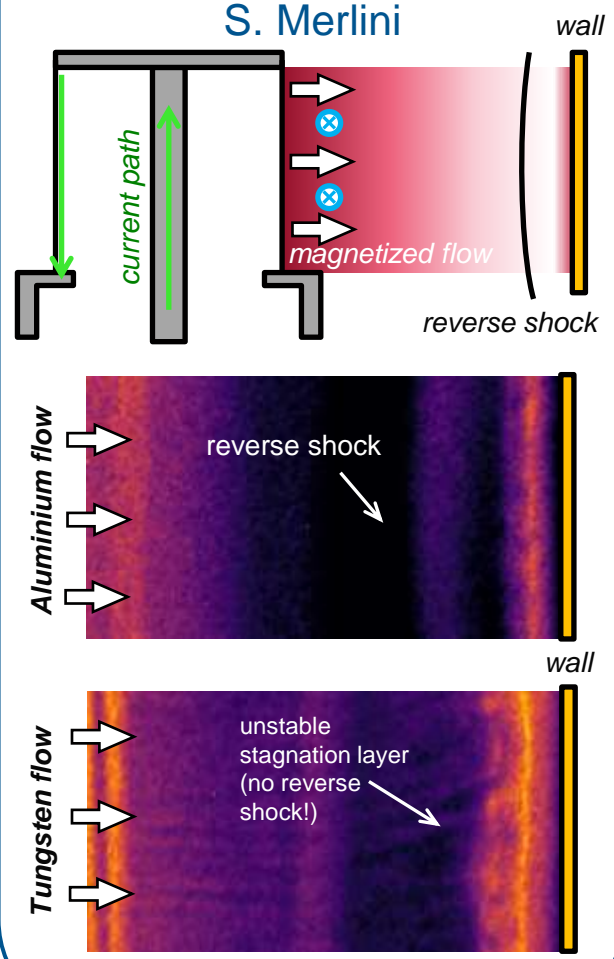 S. Merlini
wall
current path
magnetized flow
reverse shock
Aluminium flow
reverse shock
wall
Tungsten flow
unstable
stagnation layer
(no reverse
shock!)